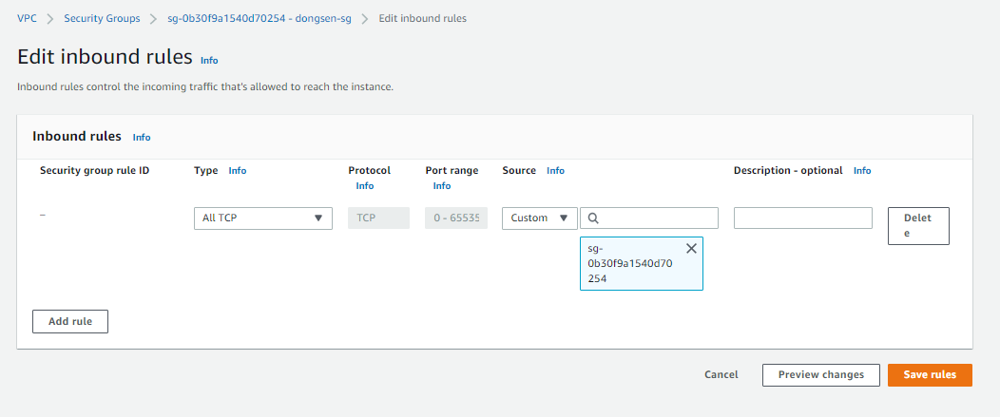 VPC > Security Groups > sg-0b30f9a1540d70254 - dongsen-sg > Edit inbound rules
Edit inbound rules Info
Inbound rules control the incoming traffic that's allowed to reach the instance.
Inbound rules Info
Security group rule ID Type Info Protocol Info Port range Info Source Info Description - optional Info
– All TCP TCP 0 - 65535 Custom Delet
e
sg-
0b30f9a1540d70
254
Add rule
Cancel Preview changes Save rules